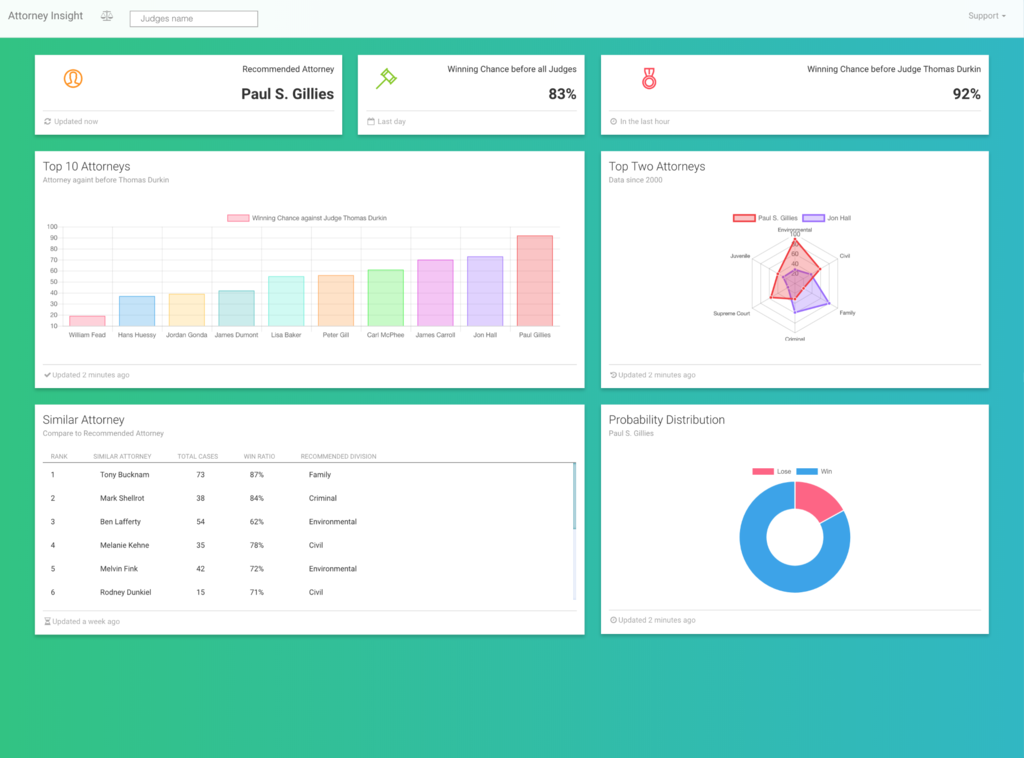 Attorney Insight
Judges name
Support
Recommended Attorney
Paul S. Gillies
Updated now
Winning Chance before all Judges
83%
Last day
Winning Chance before Judge Thomas Durkin
92%
In the last hour
Top 10 Attorneys
Attorney againt before Thomas Durkin
Winning Chance against Judge Thomas Durkin
100
90
80
70
60
50
40
30
20
10
William Fead Hans Huessy Jordan Gonda James Dumont Lisa Baker Peter Gill Carl McPhee James Carroll Jon Hall Paul Gillies
Updated 2 minutes ago
Top Two Attorneys
Data since 2000
Paul S. Gillies Jon Hall
Environmental
100
60
40
Juvenile Civil
Supreme Court Family
Criminal
Updated 2 minutes ago
Similar Attorney
Compare to Recommended Attorney
RANK SIMILAR ATTORNEY TOTAL CASES WIN RATIO RECOMMENDED DIVISION
1 Tony Bucknam 73 87% Family
2 Mark Shellrot 38 84% Criminal
3 Ben Lafferty 54 62% Environmental
4 Melanie Kehne 35 78% Civil
5 Melvin Fink 42 72% Environmental
6 Rodney Dunkiel 15 71% Civil
Updated a week ago
Probability Distribution
Paul S. Gillies
Lose Win
Updated 2 minutes ago